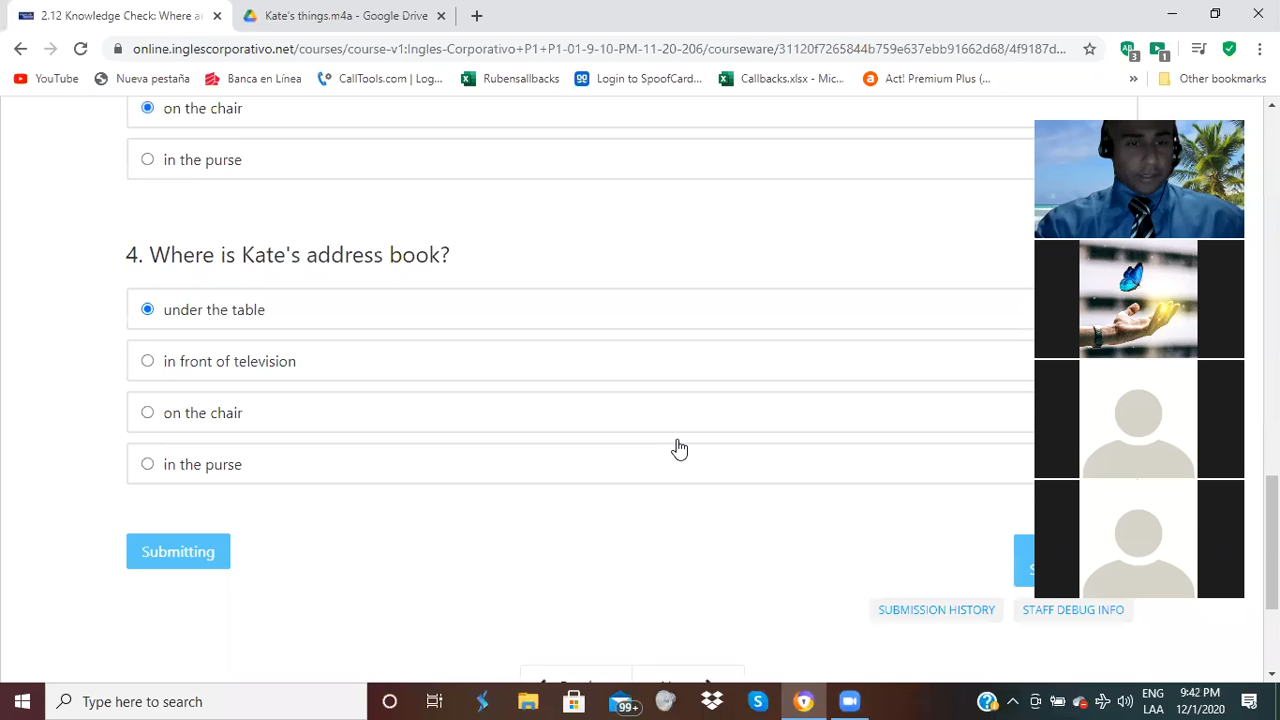 2.12 Knowledge Check: Where a
Kate's things.m4a - Google Drive
online.inglescorporativo.net/courses/course-v1:Ingles-Corporativo+P1+P1-01-9-10-PM-11-20-206/courseware/31120f7265844b759e637ebb91662d68/4f9187d...
3
1
YouTube
Nueva pestaña
Banca en Línea
CallTools.com | Log...
Rubensallbacks
Login to SpoofCard...
Callbacks.xlsx - Mic...
Act! Premium Plus (...
»
Other bookmarks
on the chair
in the purse
4. Where is Kate's address book?
under the table
in front of television
on the chair
in the purse
Submitting
SUBMISSION HISTORY
STAFF DEBUG INFO
Type here to search
99+
ENG
LAA
9:42 PM
12/1/2020